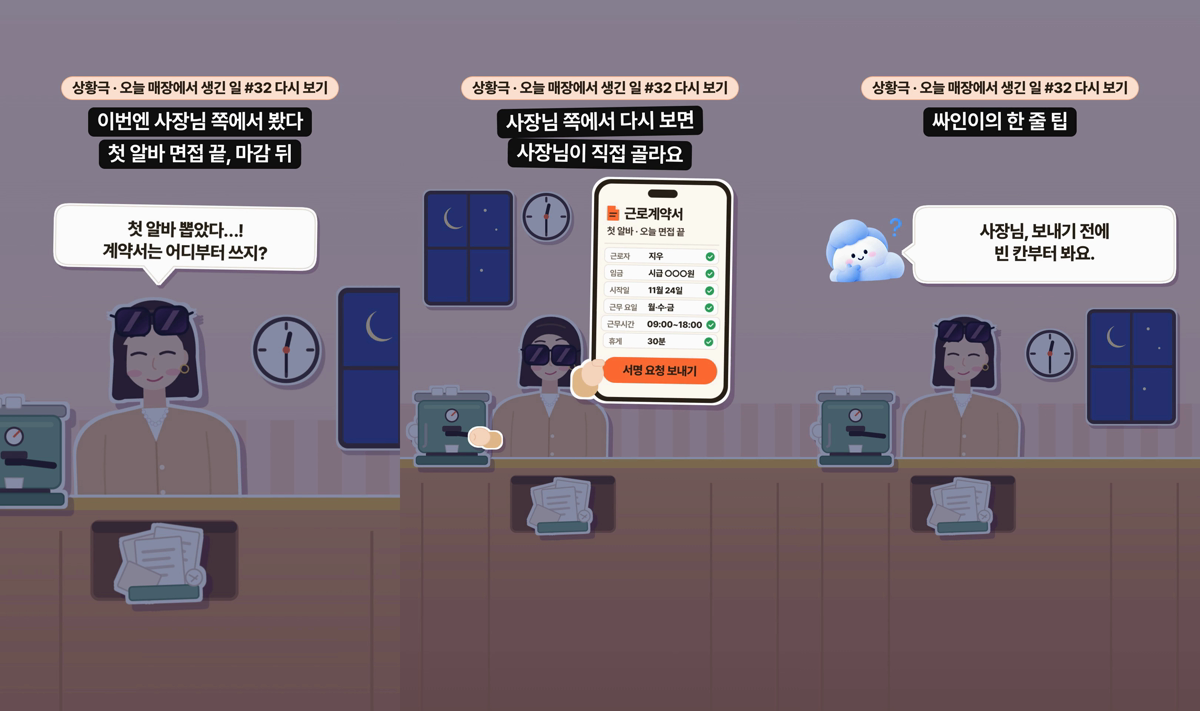 상황극 · 오늘 매장에서 생긴 일 #32 다시 보기
이번엔 사장님 쪽에서 봤다
첫 알바 면접 끝, 마감 뒤
첫 알바 뽑았다...!
계약서는 어디부터 쓰지?
상황극 · 오늘 매장에서 생긴 일 #32 다시 보기
사장님 쪽에서 다시 보면
사장님이 직접 골라요
근로계약서
첫 알바 · 오늘 면접 끝
근로자 지우
임금 시급 OOO원
시작일 11월 24일
근무 요일 월·수·금
근무시간 09:00~18:00
휴게 30분
서명 요청 보내기
상황극 · 오늘 매장에서 생긴 일 #32 다시 보기
싸인이의 한 줄 팁
?
사장님, 보내기 전에
빈 칸부터 봐요.